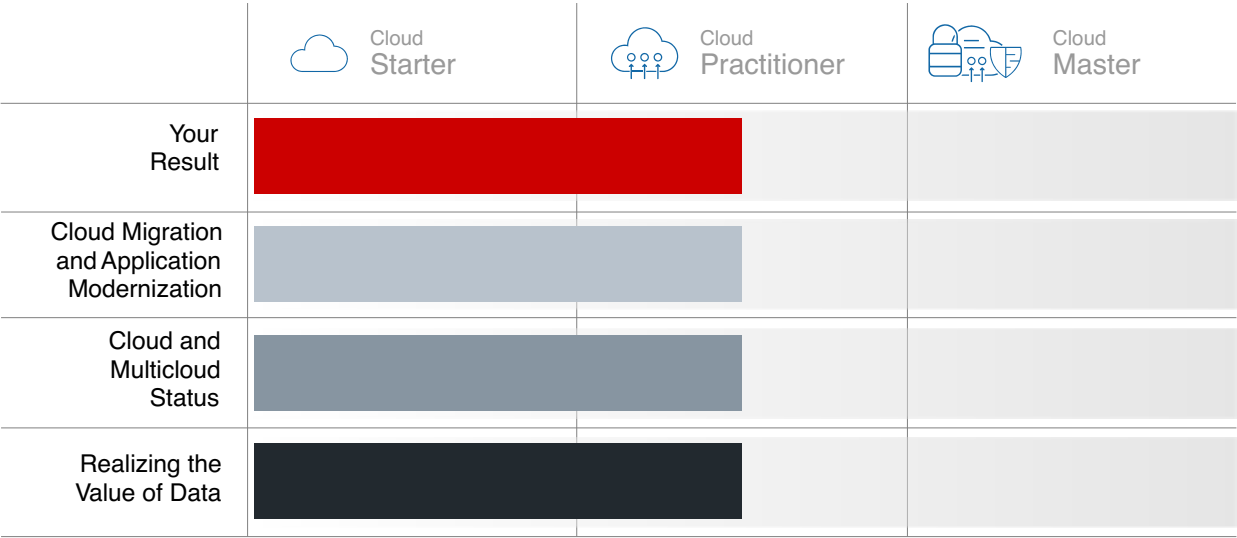 Cloud
Starter
Cloud
Practitioner
Cloud
Master
Your
Result
Cloud Migration
and Application
Modernization
Cloud and
Multicloud
Status
Realizing the
Value of Data